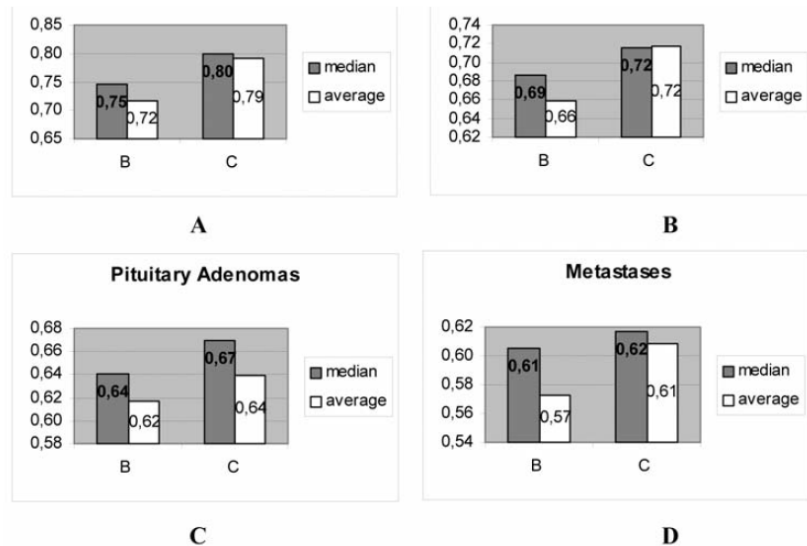 0,85
0,80
0,75
0,70
0,65
0,75
0,72
0,80
0,79
B
C
median
average
A
0,74
0,72
0,70
0,68
0,66
0,64
0,62
0,69
0,66
0,72
0,72
B
C
median
average
B
Pituitary Adenomas
0,68
0,66
0,64
0,62
0,60
0,58
0,64
0,62
0,67
0,64
B
C
median
average
C
Metastases
0,62
0,60
0,58
0,56
0,54
0,61
0,57
0,62
0,61
B
C
median
average
D